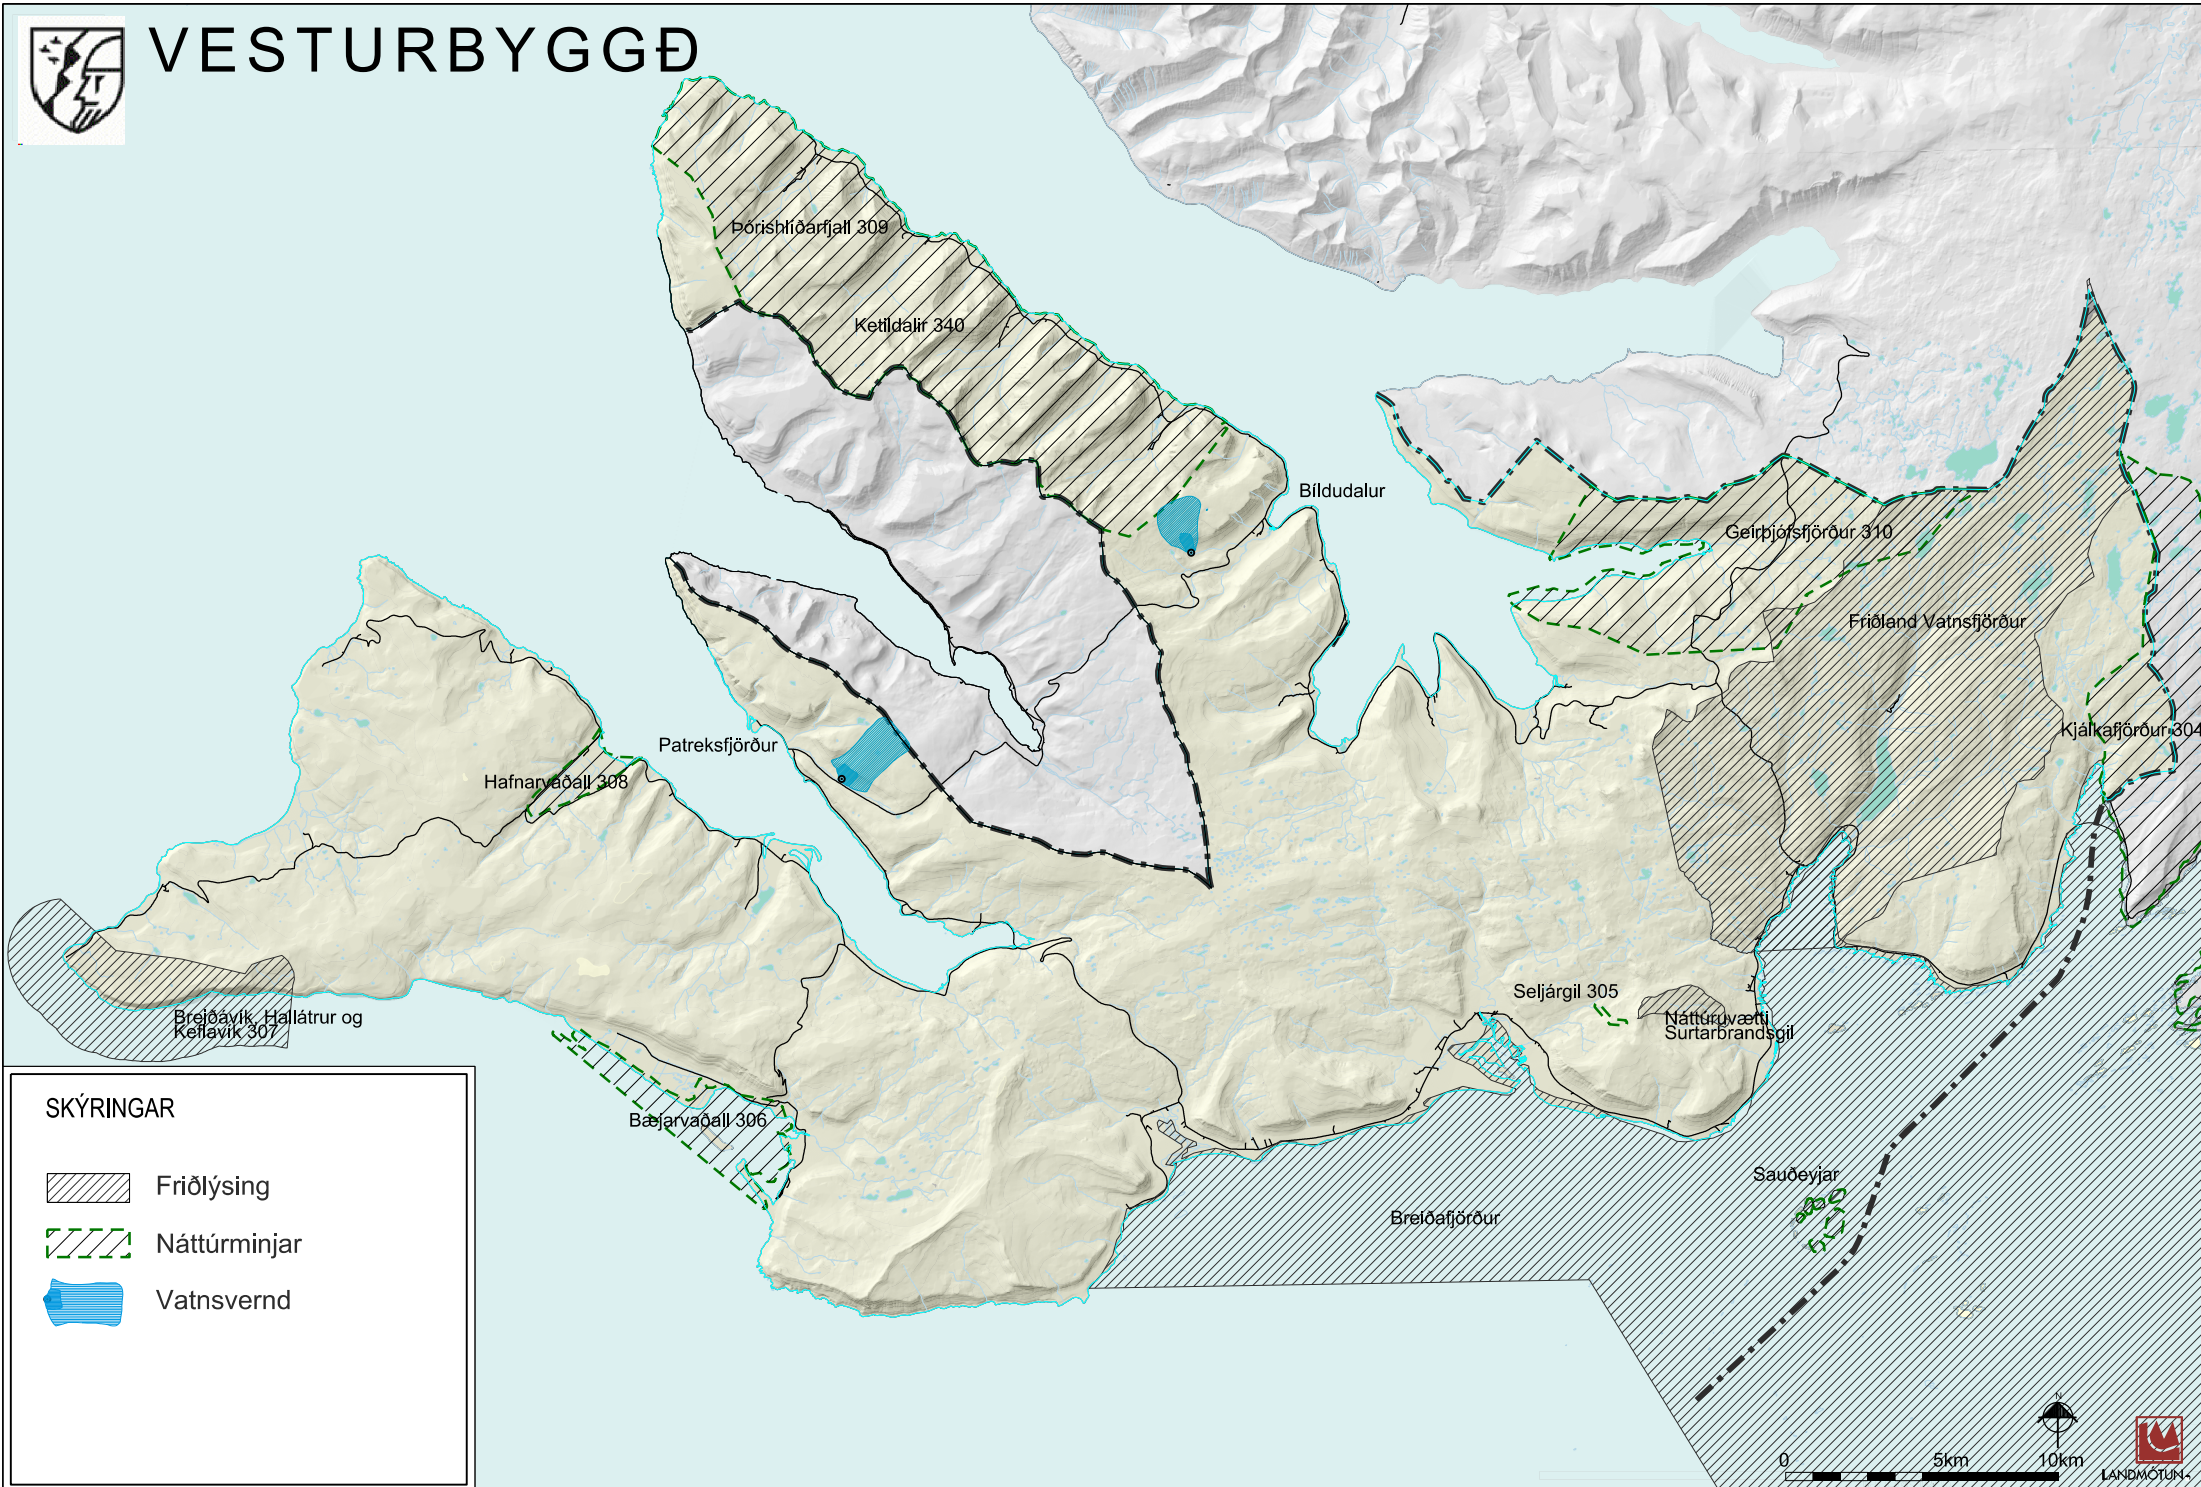 VESTURBYGGÐ
Þórishlíðarfjall 309
Ketildalir 340
Bíldudalur
Geirþjófsfjörður 310
Friðland Vatnsfjörður
Kjálkafjörður 304
Patreksfjörður
Hafnarvaðall 308
Seljárgil 305
Náttúruvætti
Surtarbrandsgil
Breiðávík, Hallátrur og
Keflavík 307
Bæjarvaðall 306
Sauðeyjar
Breiðafjörður
SKÝRINGAR
Friðlýsing
Náttúrminjar
Vatnsvernd
N
0 5km 10km
LANDMÓTUN